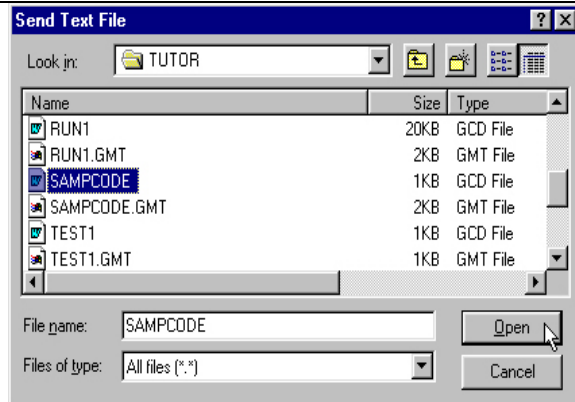 Send Text File
Look in: TUTOR
Name Size Type
RUN1 20KB GCD File
RUN1.GMT 2KB GMT File
SAMPCODE 1KB GCD File
SAMPCODE.GMT 2KB GMT File
TEST1 1KB GCD File
TEST1.GMT 1KB GMT File
File name: SAMPCODE Open
Files of type: All files (*.*) Cancel